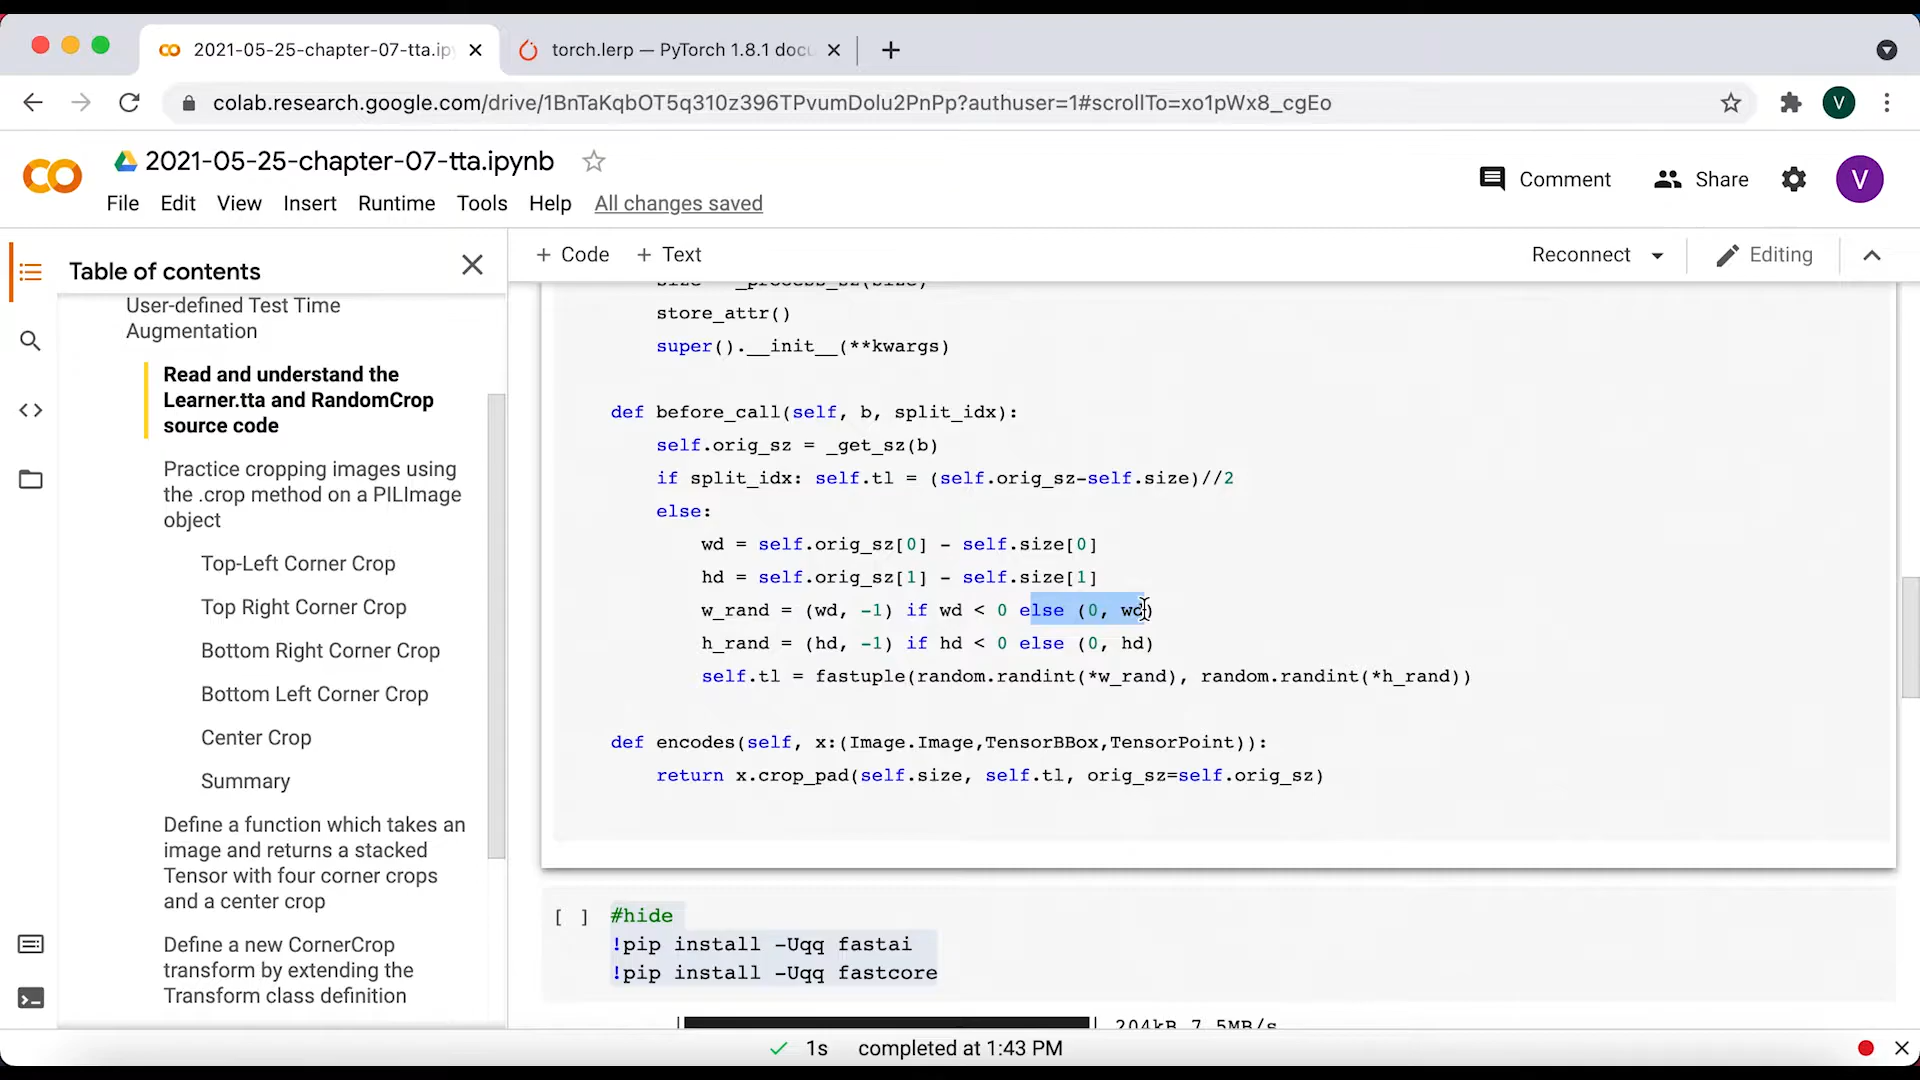 2021-05-25-chapter-07-tta.ip
torch.lerp — PyTorch 1.8.1 doc
colab.research.google.com/drive/1BnTaKqbOT5q310z396TPvumDolu2PnPp?authuser=1#scrollTo=xo1pWx8_cgEo
V
2021-05-25-chapter-07-tta.ipynb
Comment
Share
V
File Edit View Insert Runtime Tools Help All changes saved
Table of contents
+ Code + Text
Reconnect
Editing
User-defined Test Time
Augmentation
Read and understand the
Learner.tta and RandomCrop
source code
Practice cropping images using
the .crop method on a PILImage
object
Top-Left Corner Crop
Top Right Corner Crop
Bottom Right Corner Crop
Bottom Left Corner Crop
Center Crop
Summary
Define a function which takes an
image and returns a stacked
Tensor with four corner crops
and a center crop
Define a new CornerCrop
transform by extending the
Transform class definition
size = _process_sz(size)
store_attr()
super().__init__(**kwargs)
def before_call(self, b, split_idx):
self.orig_sz = _get_sz(b)
if split_idx: self.tl = (self.orig_sz-self.size)//2
else:
wd = self.orig_sz[0] - self.size[0]
hd = self.orig_sz[1] - self.size[1]
w_rand = (wd, -1) if wd < 0 else (0, wd)
h_rand = (hd, -1) if hd < 0 else (0, hd)
self.tl = fastuple(random.randint(*w_rand), random.randint(*h_rand))
def encodes(self, x:(Image.Image,TensorBBox,TensorPoint)):
return x.crop_pad(self.size, self.tl, orig_sz=self.orig_sz)
[ ] #hide
!pip install -Uqq fastai
!pip install -Uqq fastcore
204kB 7.5MB/s
1s completed at 1:43 PM